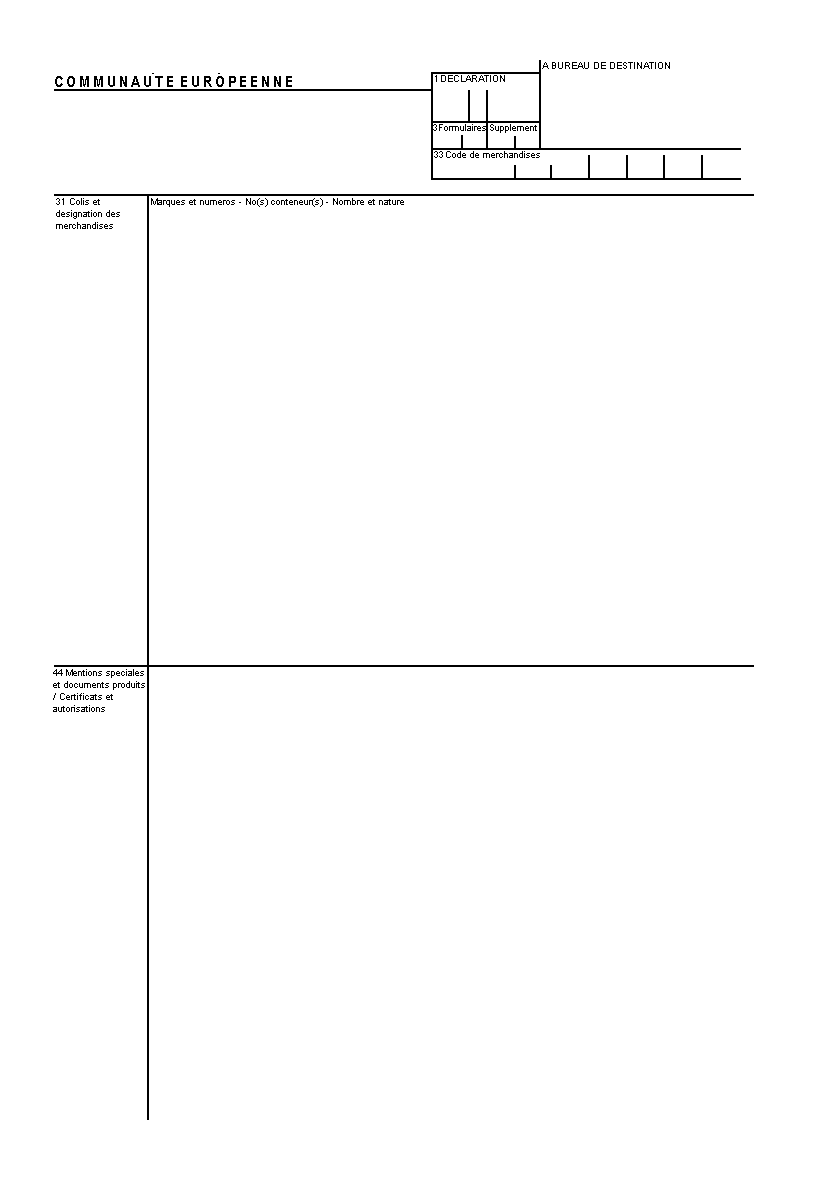 COMMUNAUTE EUROPEENNE
A BUREAU DE DESTINATION
1 DECLARATION
3 Formulaires Supplement
33 Code de merchandises
31 Colis et
designation des
merchandises
Marques et numeros - No(s) conteneur(s) - Nombre et nature
44 Mentions speciales
et documents produits
/ Certificats et
autorisations